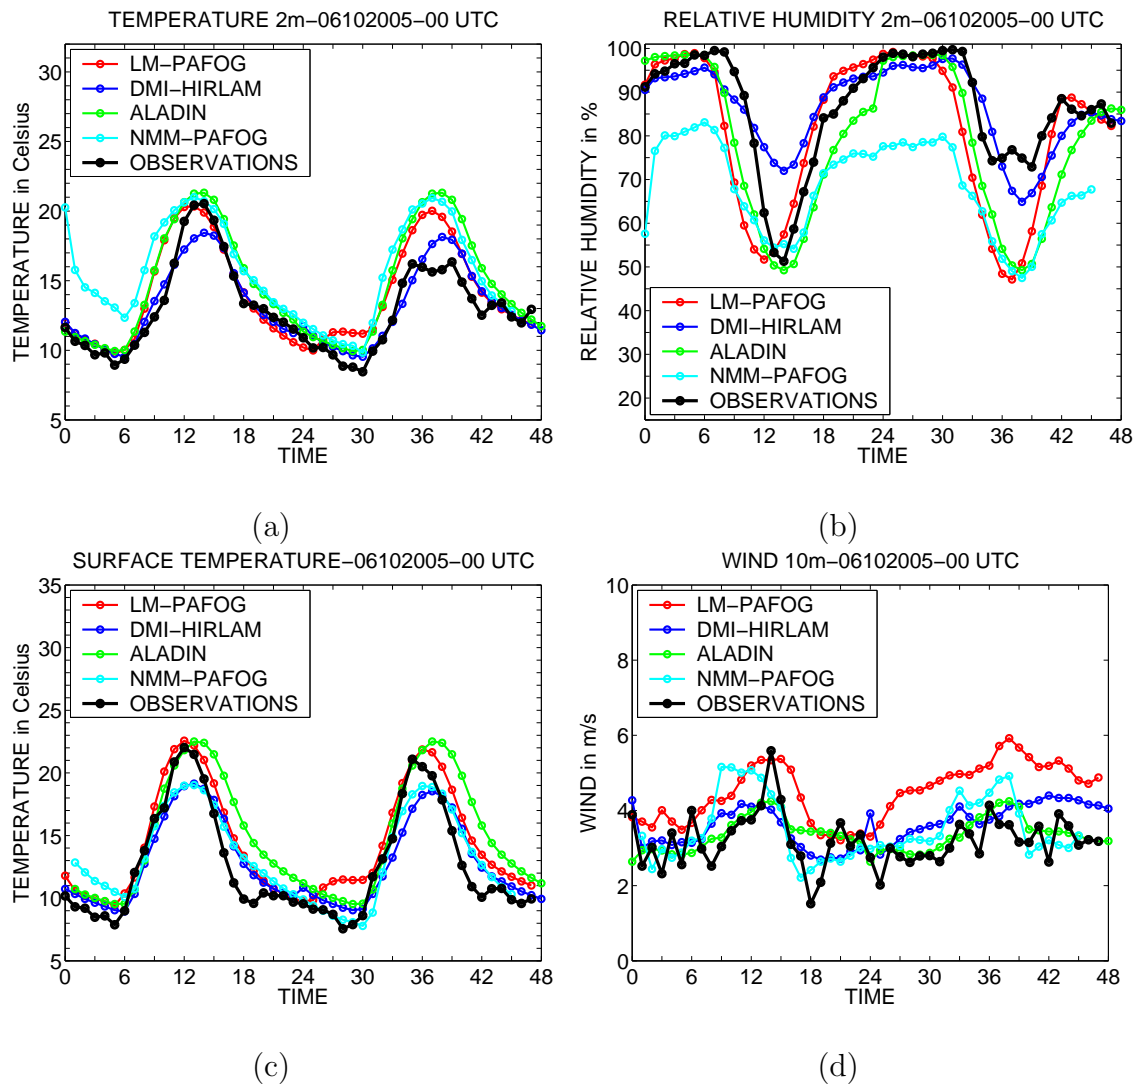 TEMPERATURE 2m−06102005−00 UTC
TEMPERATURE in Celsius
30
25
20
15
10
5
LM−PAFOG
DMI−HIRLAM
ALADIN
NMM−PAFOG
OBSERVATIONS
0 6 12 18 24 30 36 42 48
TIME
(a)
RELATIVE HUMIDITY 2m−06102005−00 UTC
RELATIVE HUMIDITY in %
100
90
80
70
60
50
40
30
20
LM−PAFOG
DMI−HIRLAM
ALADIN
NMM−PAFOG
OBSERVATIONS
0 6 12 18 24 30 36 42 48
TIME
(b)
SURFACE TEMPERATURE−06102005−00 UTC
TEMPERATURE in Celsius
35
30
25
20
15
10
5
LM−PAFOG
DMI−HIRLAM
ALADIN
NMM−PAFOG
OBSERVATIONS
0 6 12 18 24 30 36 42 48
TIME
(c)
WIND 10m−06102005−00 UTC
WIND in m/s
10
8
6
4
2
0
LM−PAFOG
DMI−HIRLAM
ALADIN
NMM−PAFOG
OBSERVATIONS
0 6 12 18 24 30 36 42 48
TIME
(d)